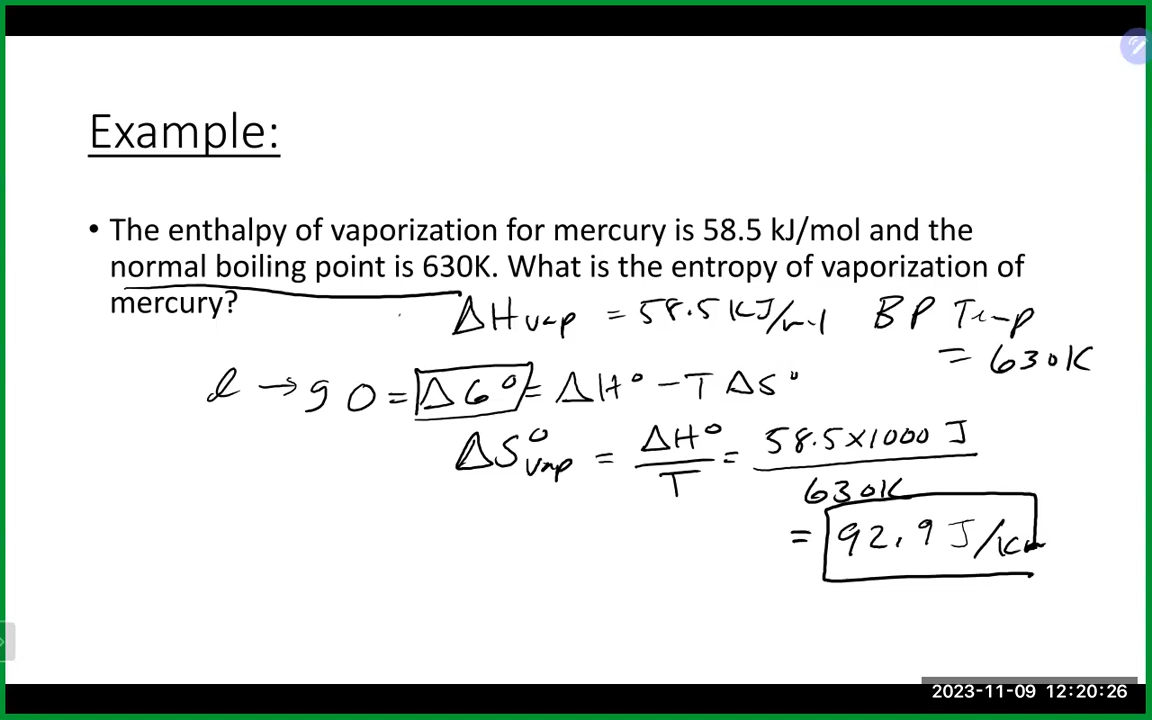 Example:
• The enthalpy of vaporization for mercury is 58.5 kJ/mol and the
normal boiling point is 630K. What is the entropy of vaporization of
mercury?
ΔHvap = 58.5 KJ/mol BP Temp
= 630K
l → g 0 = ΔG° = ΔH° - TΔS°
ΔS°vap = ΔH°/T = 58.5×1000 J / 630K
= 92.9 J/K
2023-11-09 12:20:26